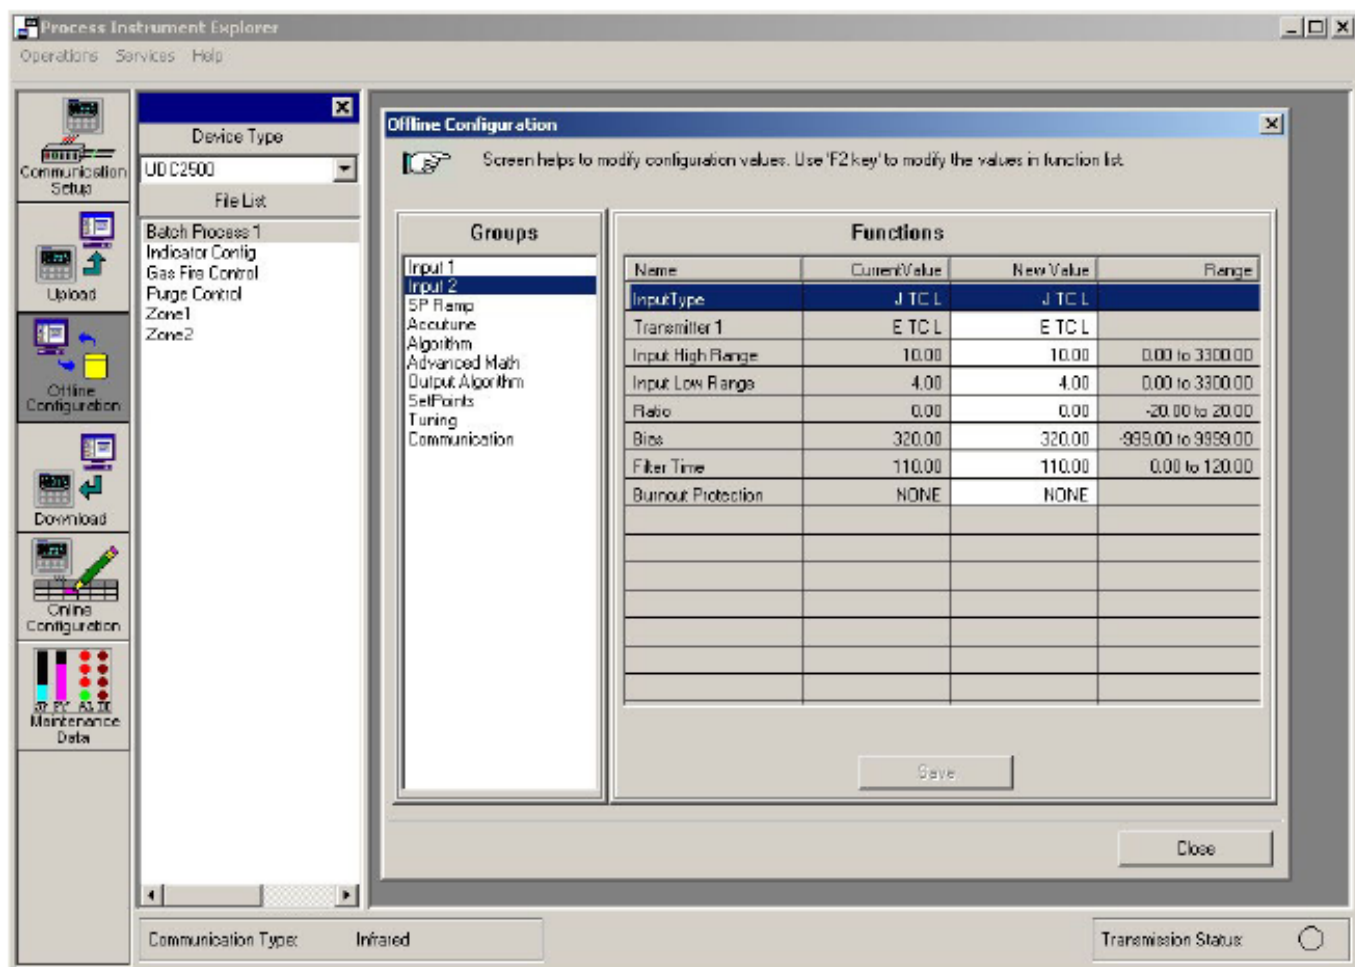 Process Instrument Explorer
Operations Services Help
Communication
Setup
Upload
Offline
Configuration
Download
Online
Configuration
SP PV AL DI
Maintenance
Data
Device Type
UDC2500
File List
Batch Process 1
Indicator Config
Gas Fire Control
Purge Control
Zone1
Zone2
Offline Configuration
Screen helps to modify configuration values. Use 'F2 key' to modify the values in function list.
Groups
Input 1
Input 2
SP Ramp
Accutune
Algorithm
Advanced Math
Output Algorithm
SetPoints
Tuning
Communication
Functions
Name CurrentValue New Value Range
InputType J TC L J TC L
Transmitter 1 E TC L E TC L
Input High Range 10.00 10.00 0.00 to 3300.00
Input Low Range 4.00 4.00 0.00 to 3300.00
Ratio 0.00 0.00 -20.00 to 20.00
Bias 320.00 320.00 -999.00 to 9999.00
Filter Time 110.00 110.00 0.00 to 120.00
Burnout Protection NONE NONE
Save
Close
Communication Type: Infrared
Transmission Status: